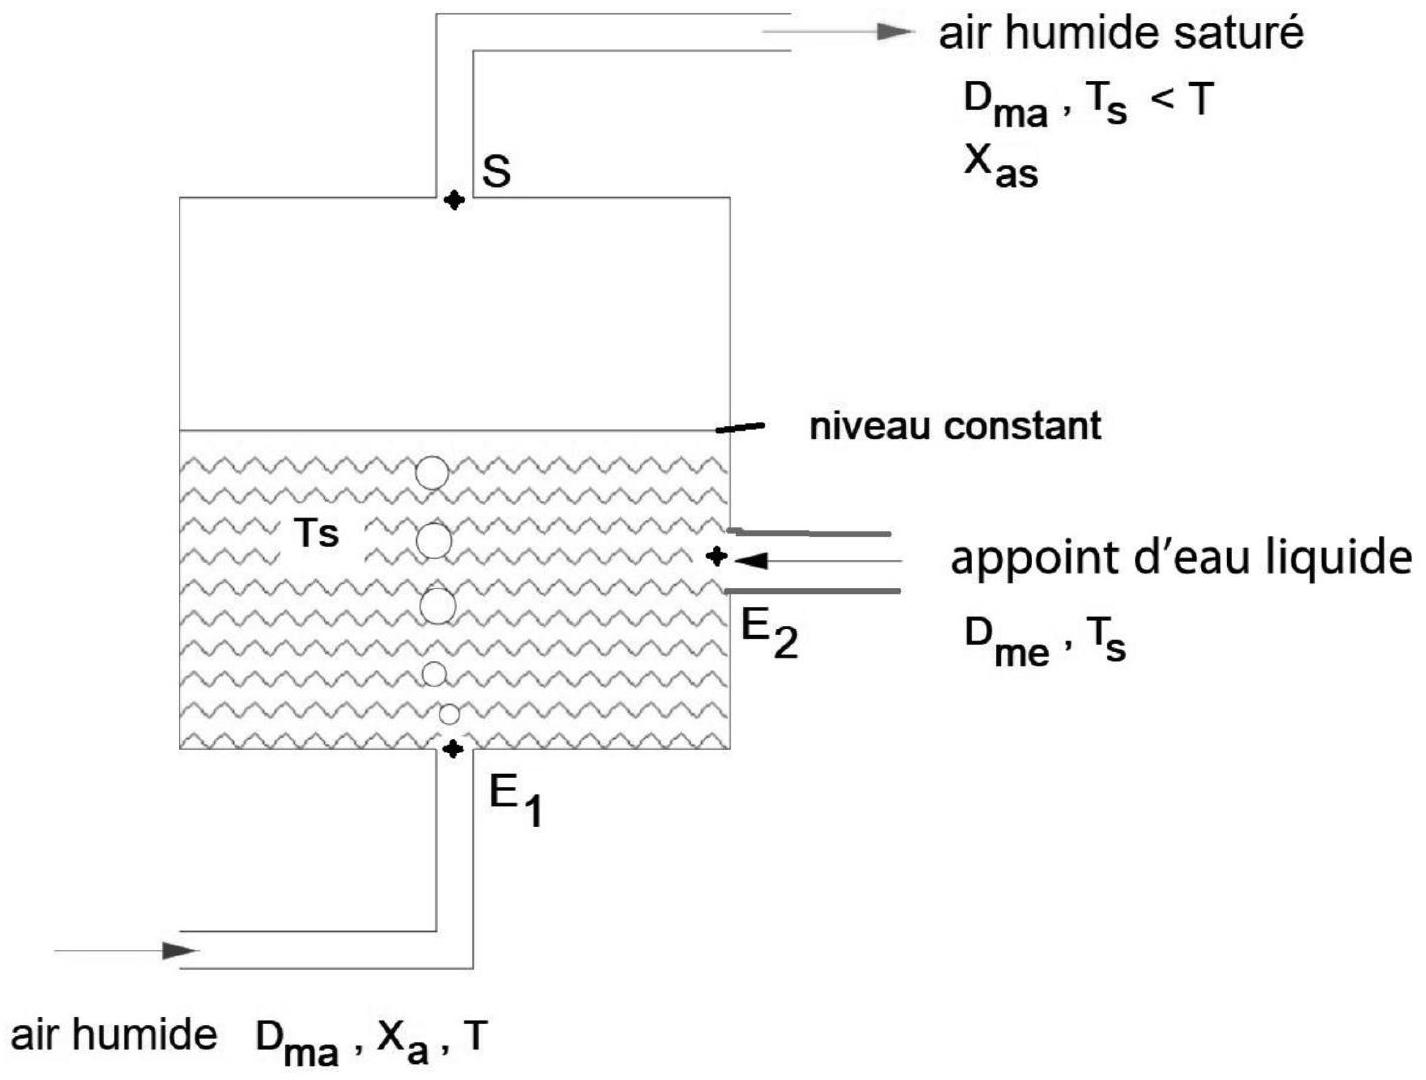 air humide saturé
Dma , Ts < T
Xas
S
niveau constant
Ts
appoint d'eau liquide
E2
Dme , Ts
E1
air humide Dma , Xa , T